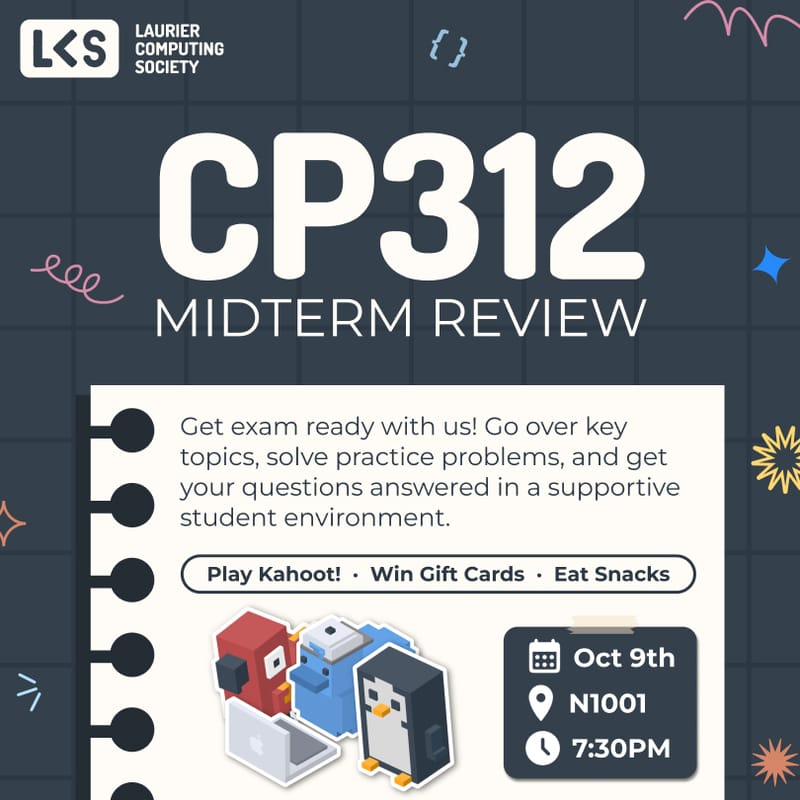 LCS
LAURIER
COMPUTING
SOCIETY
{ }
CP312
MIDTERM REVIEW
Get exam ready with us! Go over key
topics, solve practice problems, and get
your questions answered in a supportive
student environment.
Play Kahoot! · Win Gift Cards · Eat Snacks
Oct 9th
N1001
7:30PM